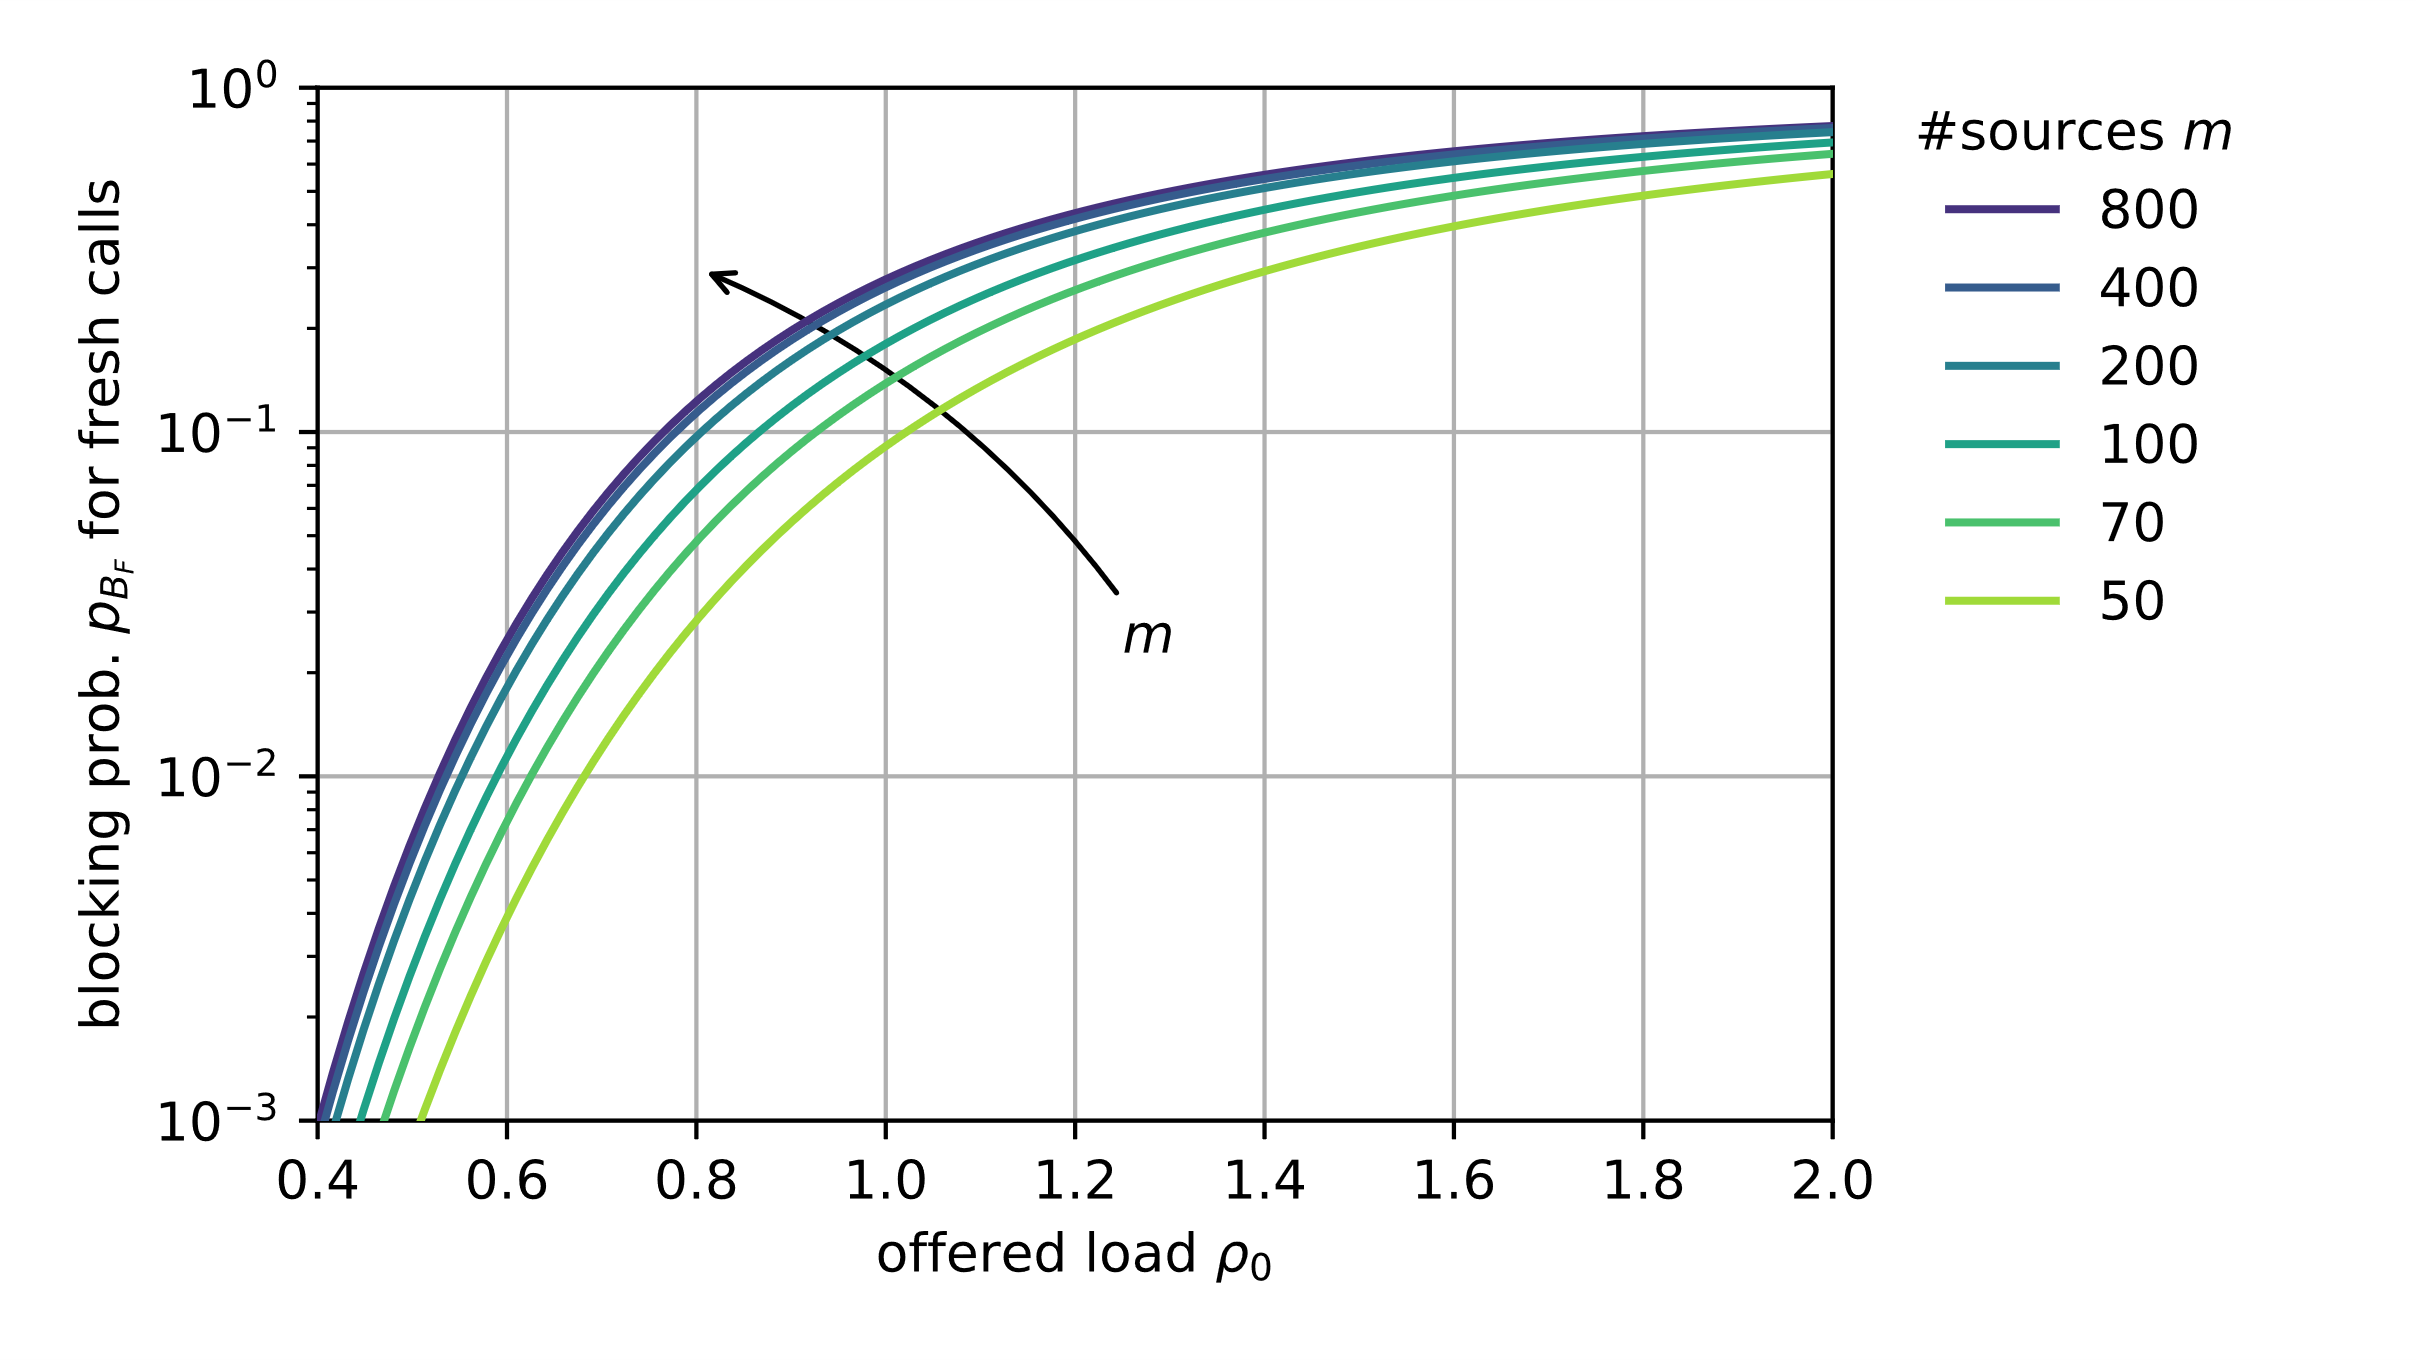 blocking prob. p_{B_F} for fresh calls
10^0
10^{−1}
10^{−2}
10^{−3}
m
0.4 0.6 0.8 1.0 1.2 1.4 1.6 1.8 2.0
offered load ρ_0
#sources m
800
400
200
100
70
50